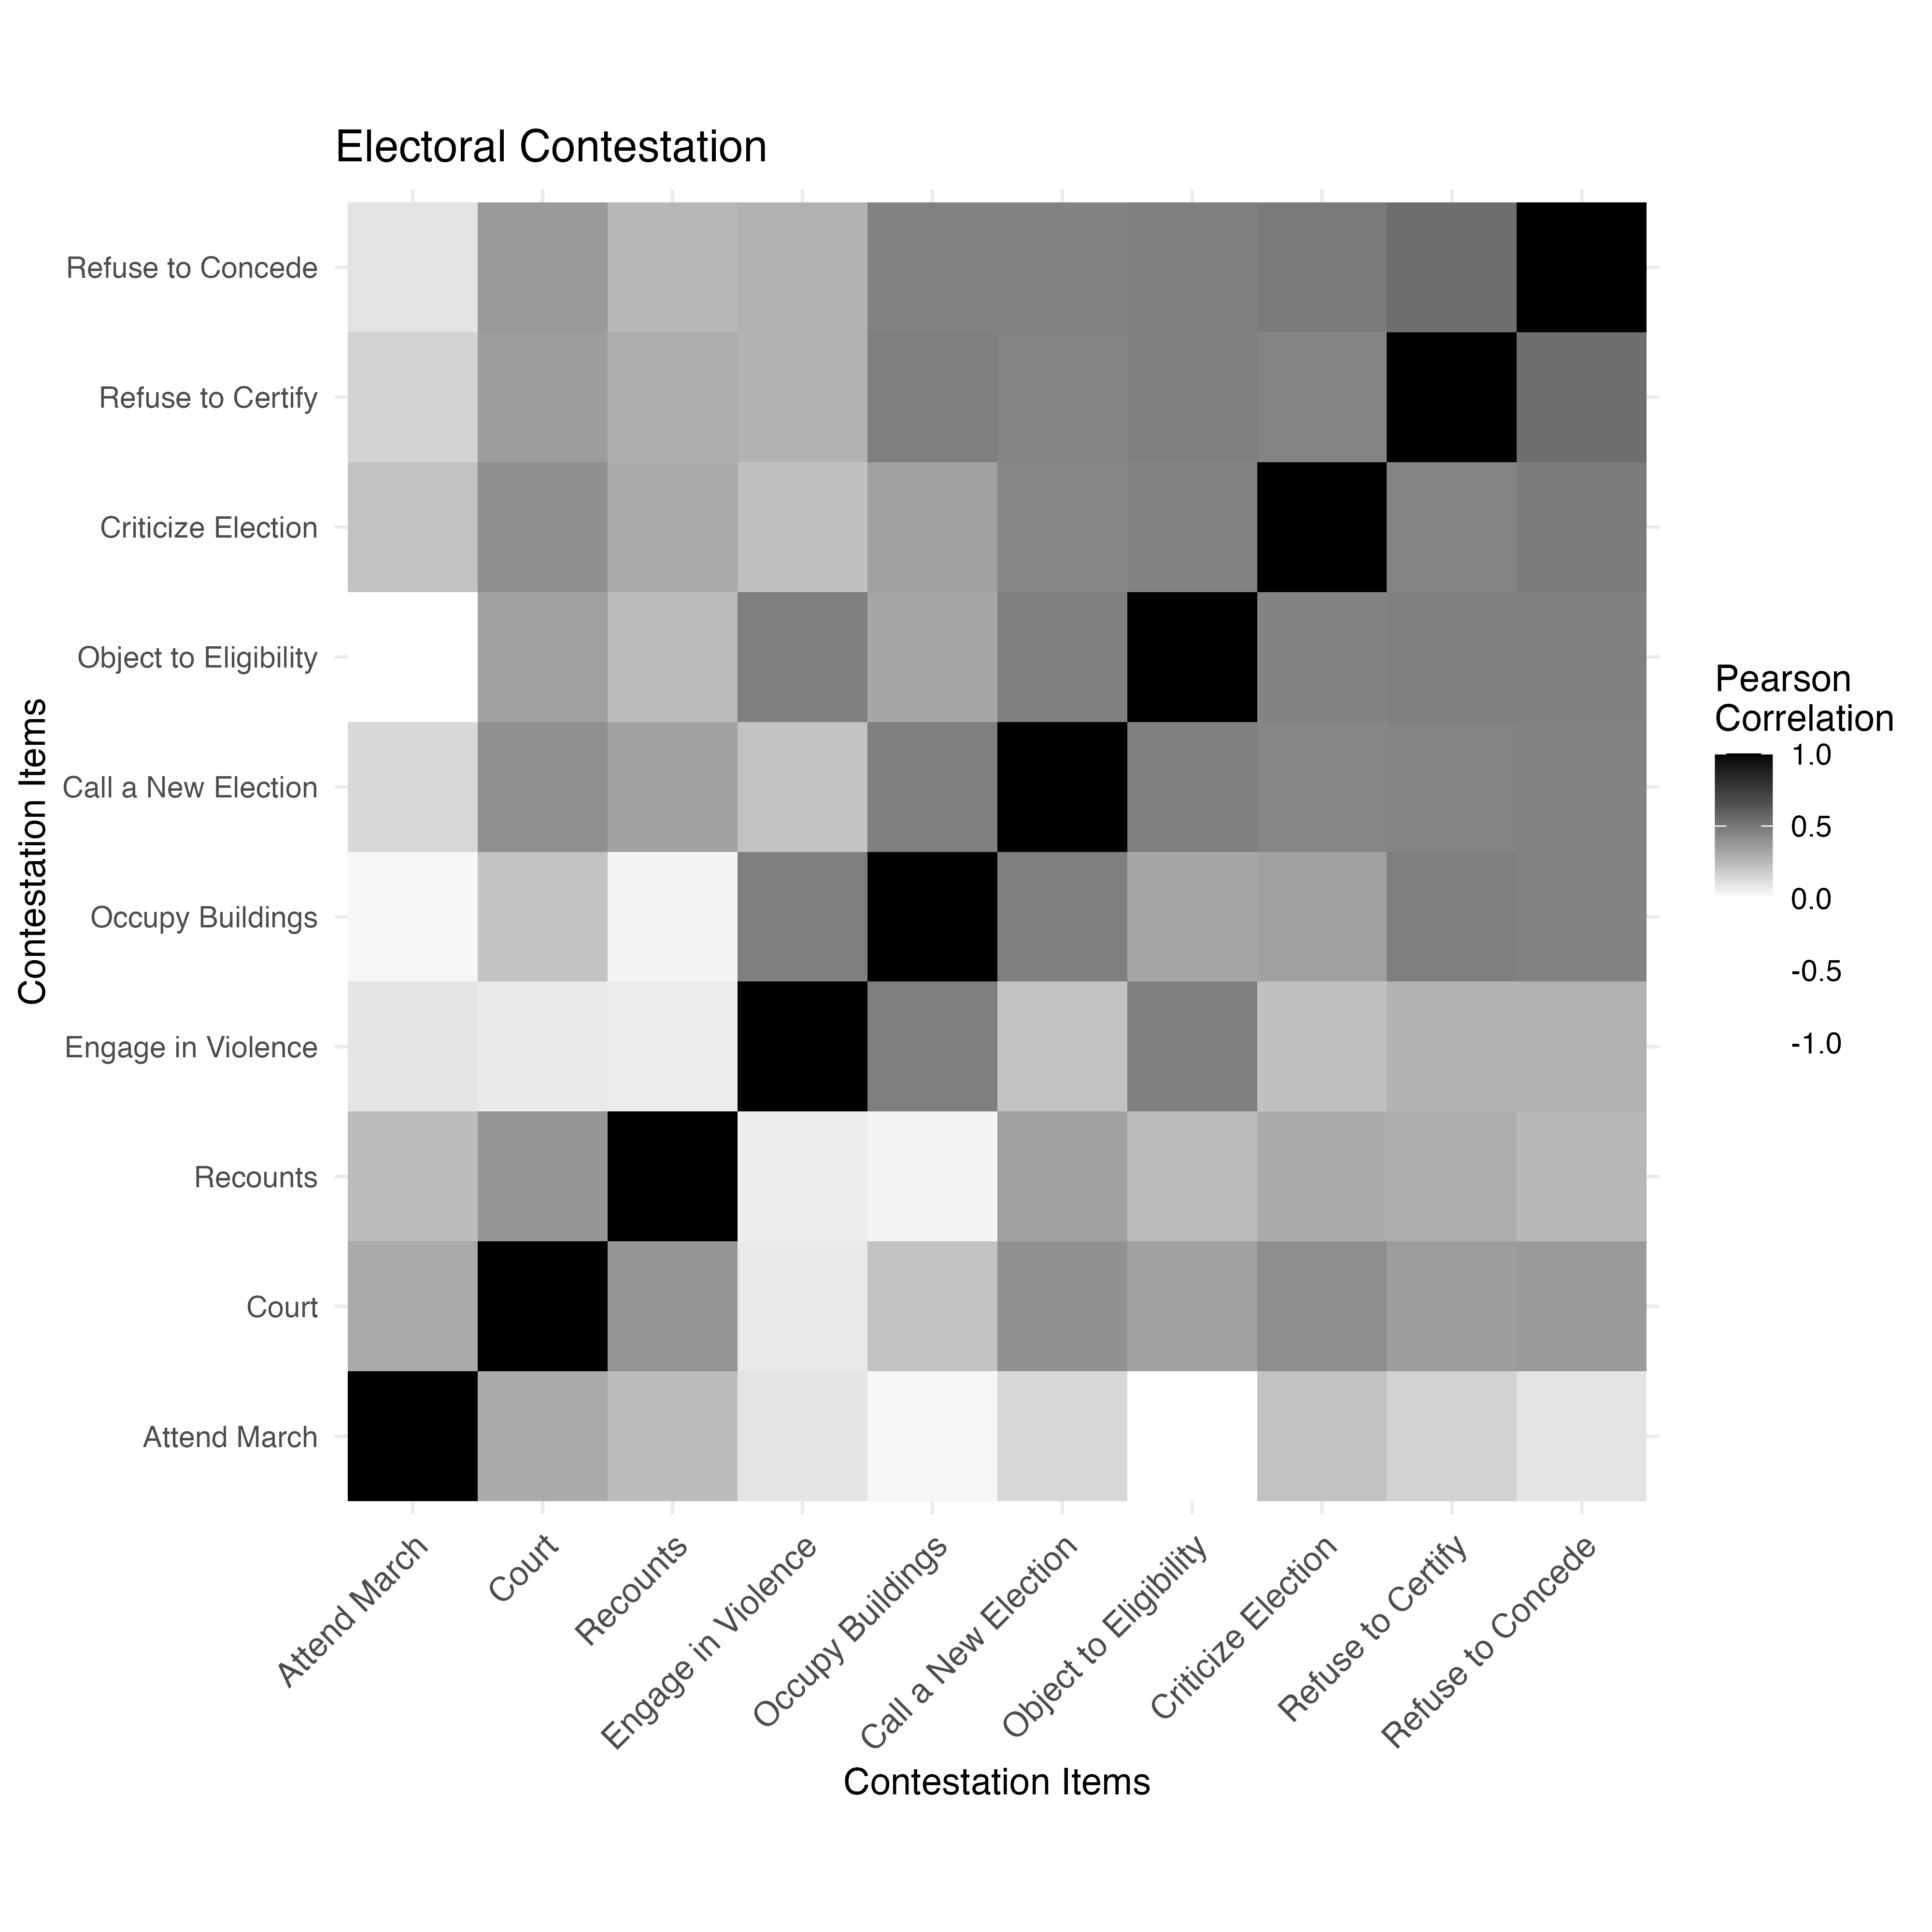 Electoral Contestation
Refuse to Concede
Refuse to Certify
Criticize Election
Object to Eligibility
Call a New Election
Occupy Buildings
Engage in Violence
Recounts
Court
Attend March
Contestation Items
Attend March
Court
Recounts
Engage in Violence
Occupy Buildings
Call a New Election
Object to Eligibility
Criticize Election
Refuse to Certify
Refuse to Concede
Contestation Items
Pearson
Correlation
1.0
0.5
0.0
-0.5
-1.0